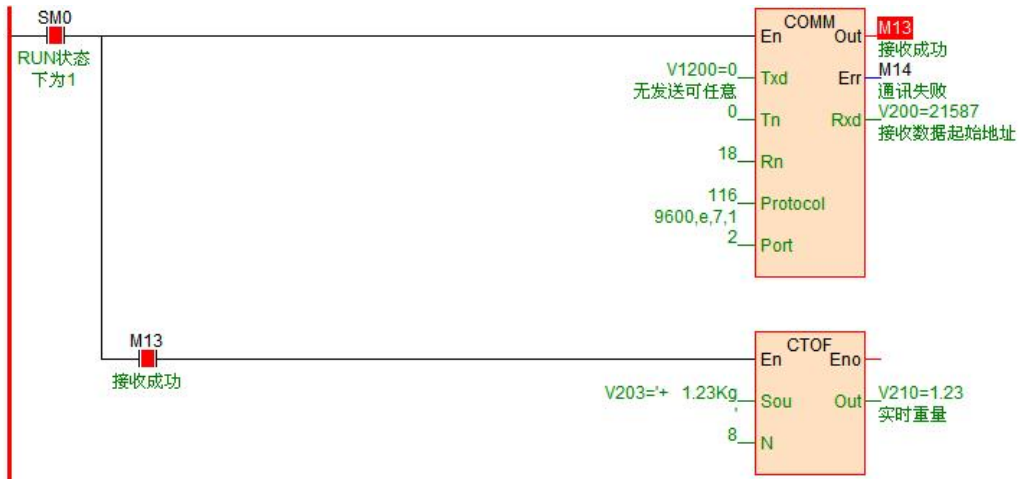 SM0
RUN状态
下为1
COMM
En
Out
M13
接收成功
V1200=0
Txd
Err
M14
无发送可任意
通讯失败
0
Tn
Rxd
V200=21587
接收数据起始地址
18
Rn
116
Protocol
9600,e,7,1
2
Port
M13
接收成功
CTOF
En
Eno
V203='+ 1.23Kg
'
Sou
Out
V210=1.23
实时重量
8
N